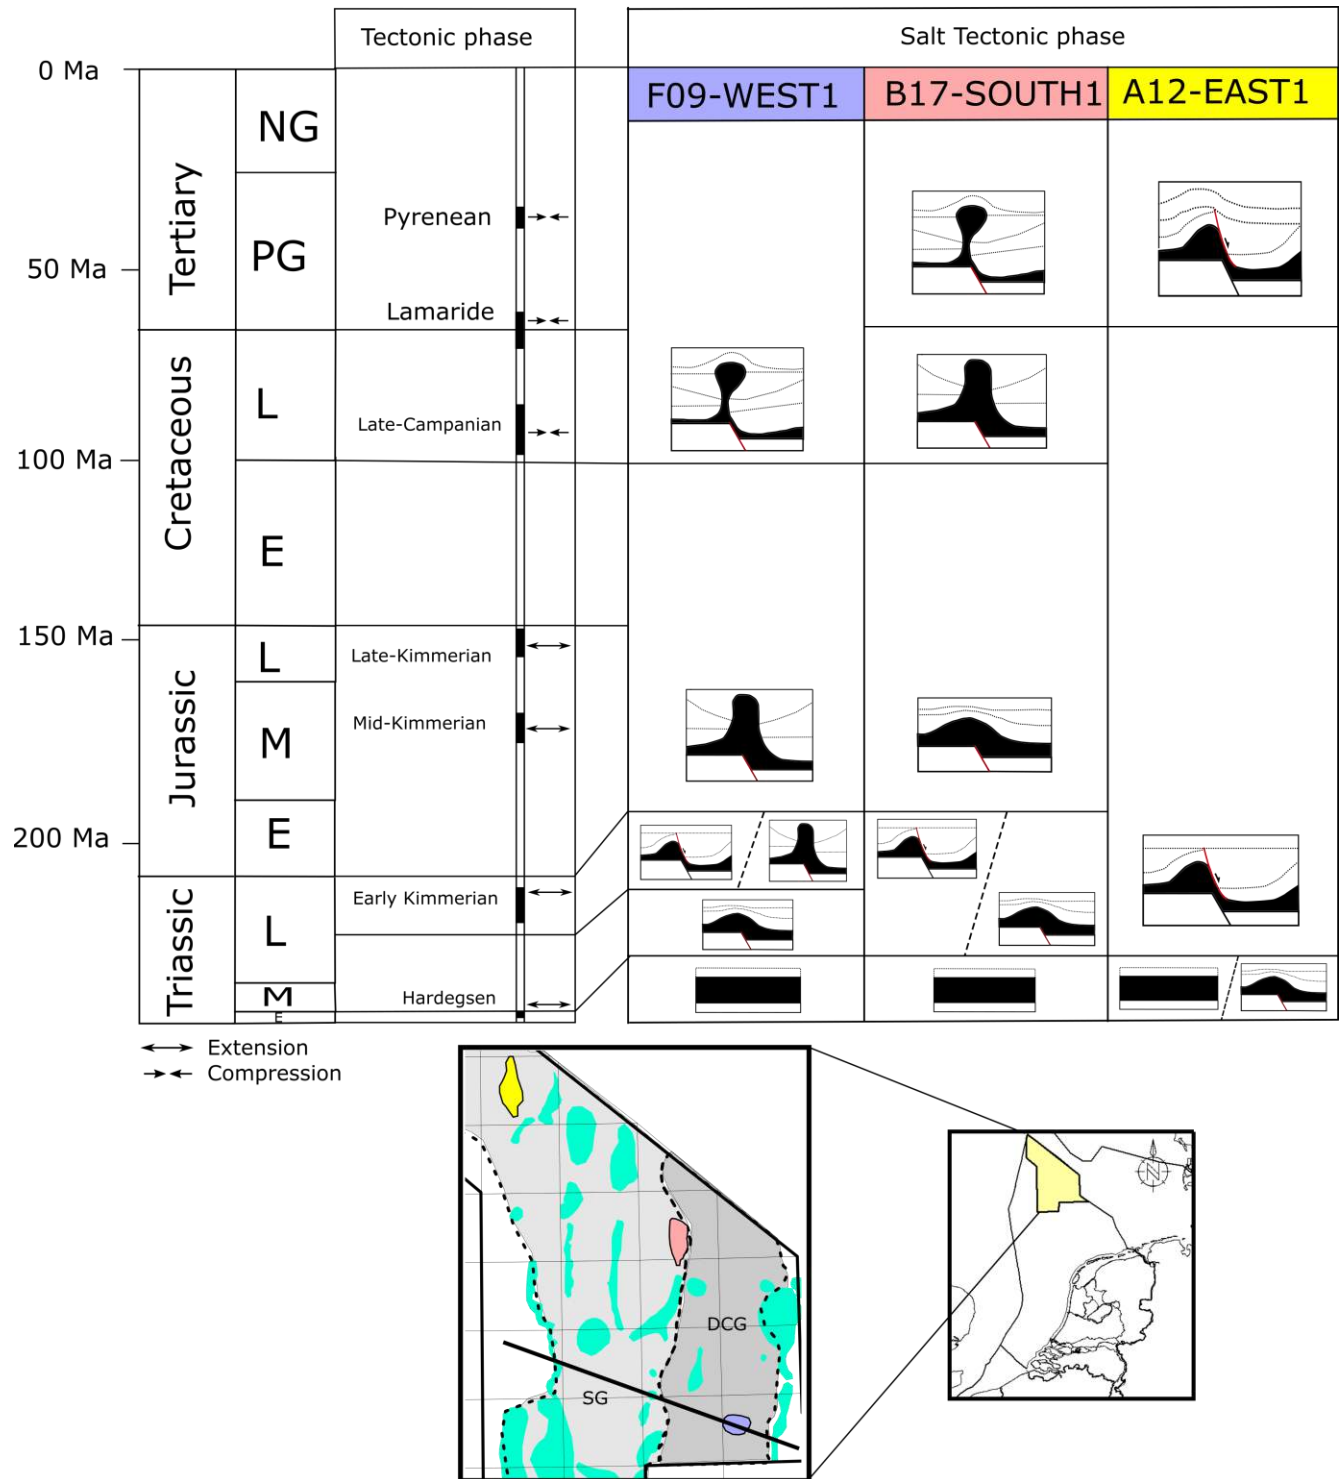 Tectonic phase
Salt Tectonic phase
0 Ma
F09-WEST1
B17-SOUTH1
A12-EAST1
NG
Tertiary
Pyrenean
PG
50 Ma
Lamaride
Cretaceous
L
Late-Campanian
100 Ma
E
150 Ma
L
Late-Kimmerian
Jurassic
Mid-Kimmerian
M
200 Ma
E
Early Kimmerian
Triassic
L
M
Hardegsen
E
Extension
Compression
N
DCG
SG